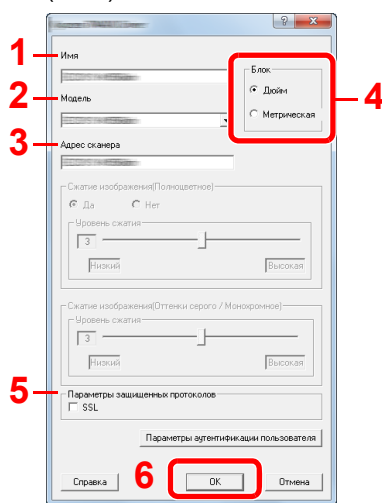 1 Имя
Блок
Дюйм
4
2 Модель
Метрическая
3 Адрес сканера
Сжатие изображения(Полноцветное)
Да Нет
Уровень сжатия
3
Низкий Высокая
Сжатие изображения(Оттенки серого / Монохромное)
Уровень сжатия
3
Низкий Высокая
5 Параметры защищенных протоколов
SSL
Параметры аутентификации пользователя
Справка 6 OK Отмена